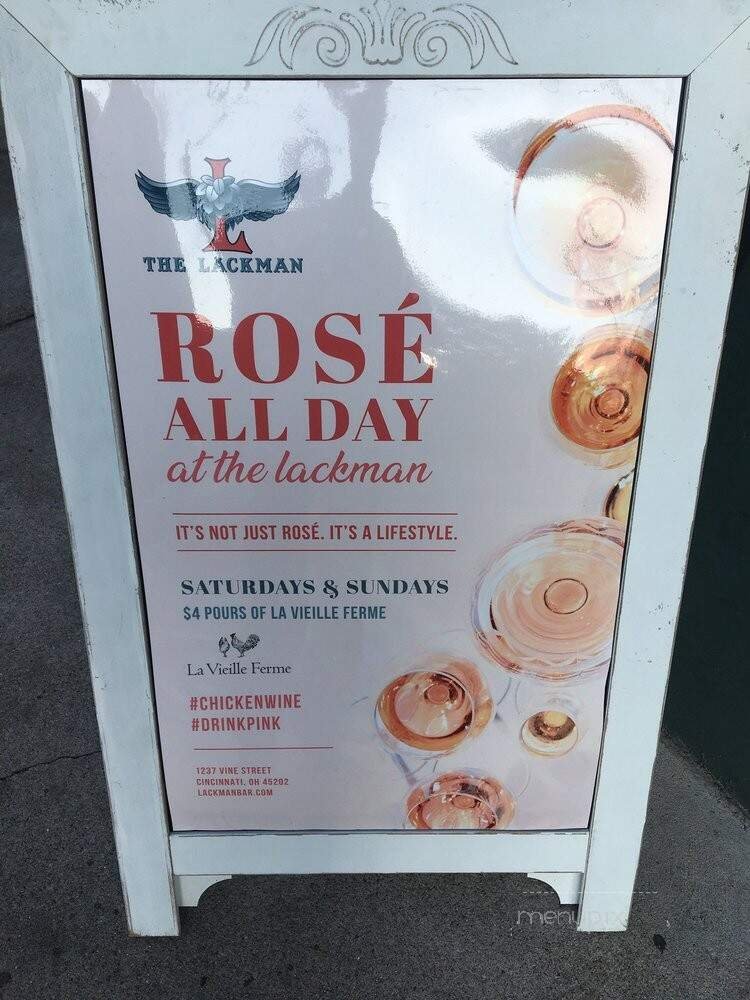 L
THE LACKMAN
ROSÉ
ALL DAY
at the lackman
IT'S NOT JUST ROSÉ. IT'S A LIFESTYLE.
SATURDAYS & SUNDAYS
$4 POURS OF LA VIEILLE FERME
La Vieille Ferme
#CHICKENWINE
#DRINKPINK
1237 VINE STREET
CINCINNATI, OH 45202
LACKMANBAR.COM